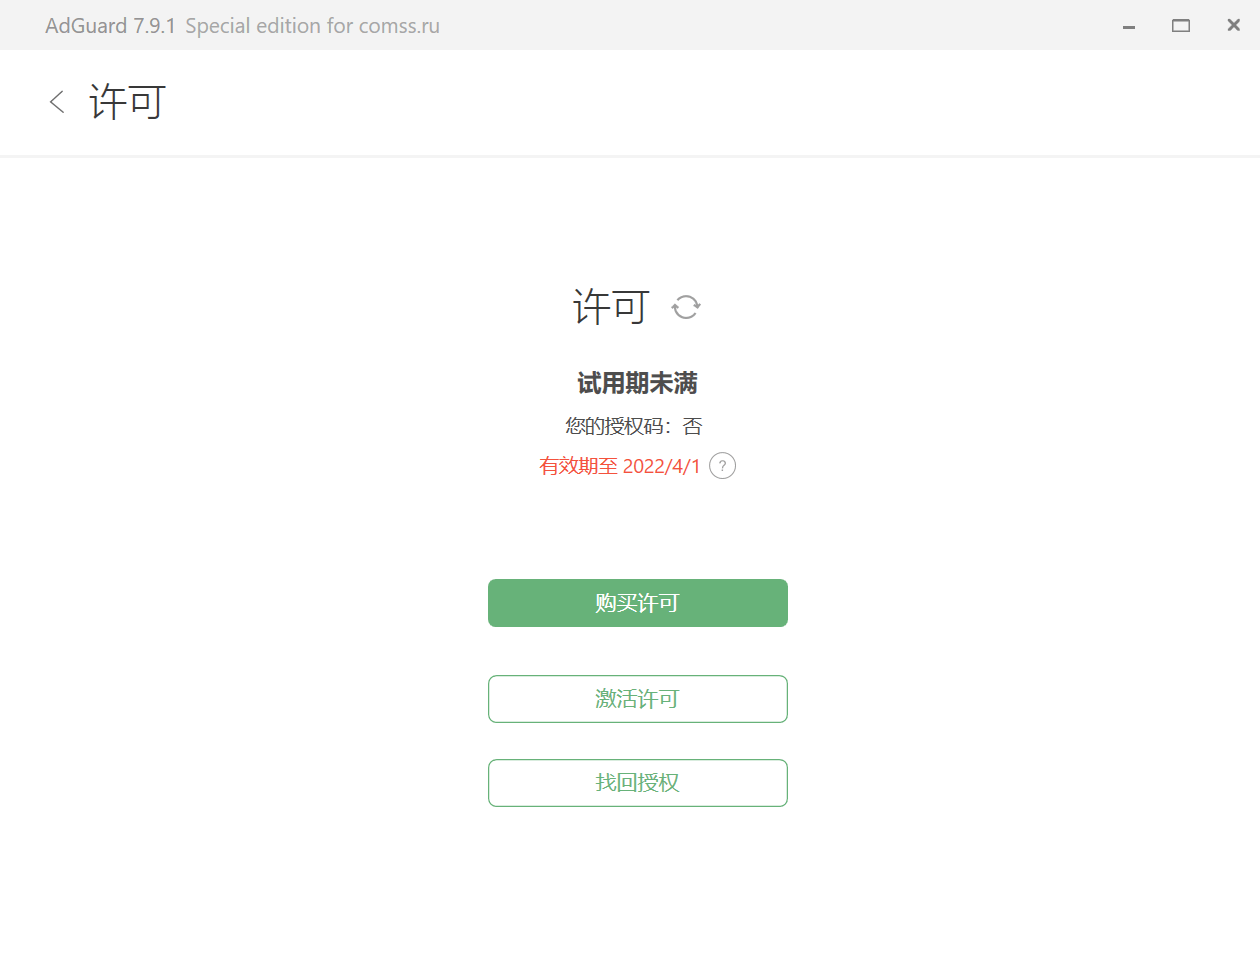 AdGuard 7.9.1 Special edition for comss.ru
许可
许可
试用期未满
您的授权码：否
有效期至 2022/4/1 ?
购买许可
激活许可
找回授权